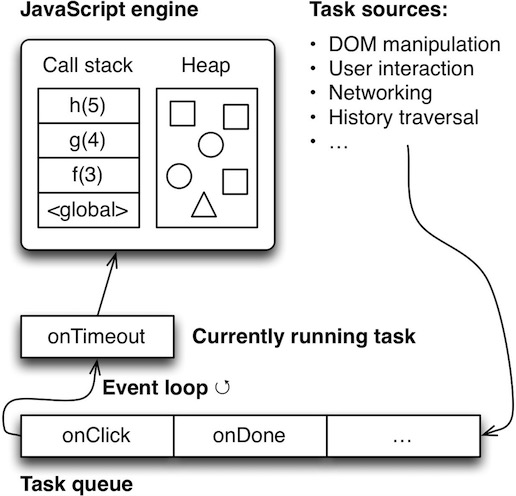 JavaScript engine
Call stack
Heap
h(5)
g(4)
f(3)
<global>
Task sources:
• DOM manipulation
• User interaction
• Networking
• History traversal
• …
onTimeout
Currently running task
Event loop ↺
onClick
onDone
…
Task queue